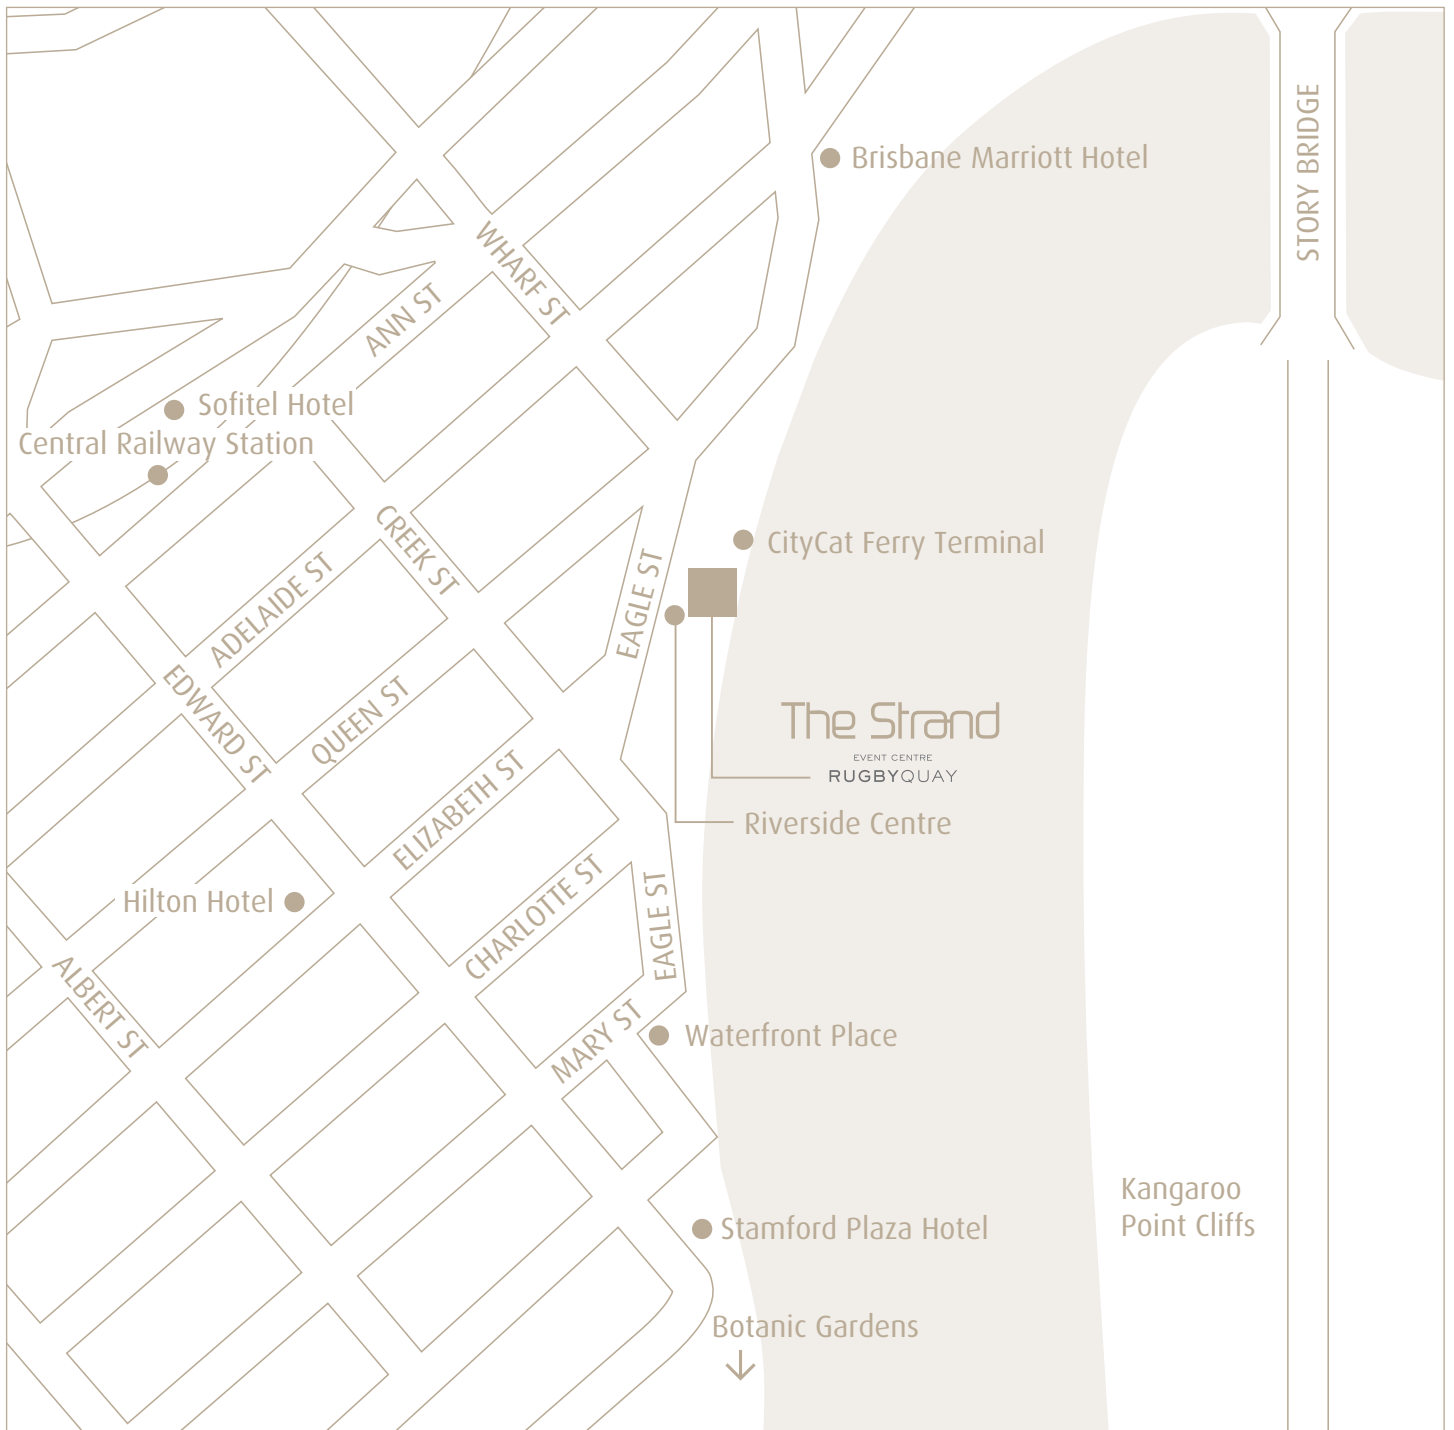 STORY BRIDGE
Brisbane Marriott Hotel
WHARF ST
ANN ST
Sofitel Hotel
Central Railway Station
CREEK ST
CityCat Ferry Terminal
EAGLE ST
ADELAIDE ST
EDWARD ST
QUEEN ST
The Strand
EVENT CENTRE
RUGBYQUAY
ELIZABETH ST
Riverside Centre
CHARLOTTE ST
EAGLE ST
Hilton Hotel
ALBERT ST
MARY ST
Waterfront Place
Kangaroo
Point Cliffs
Stamford Plaza Hotel
Botanic Gardens